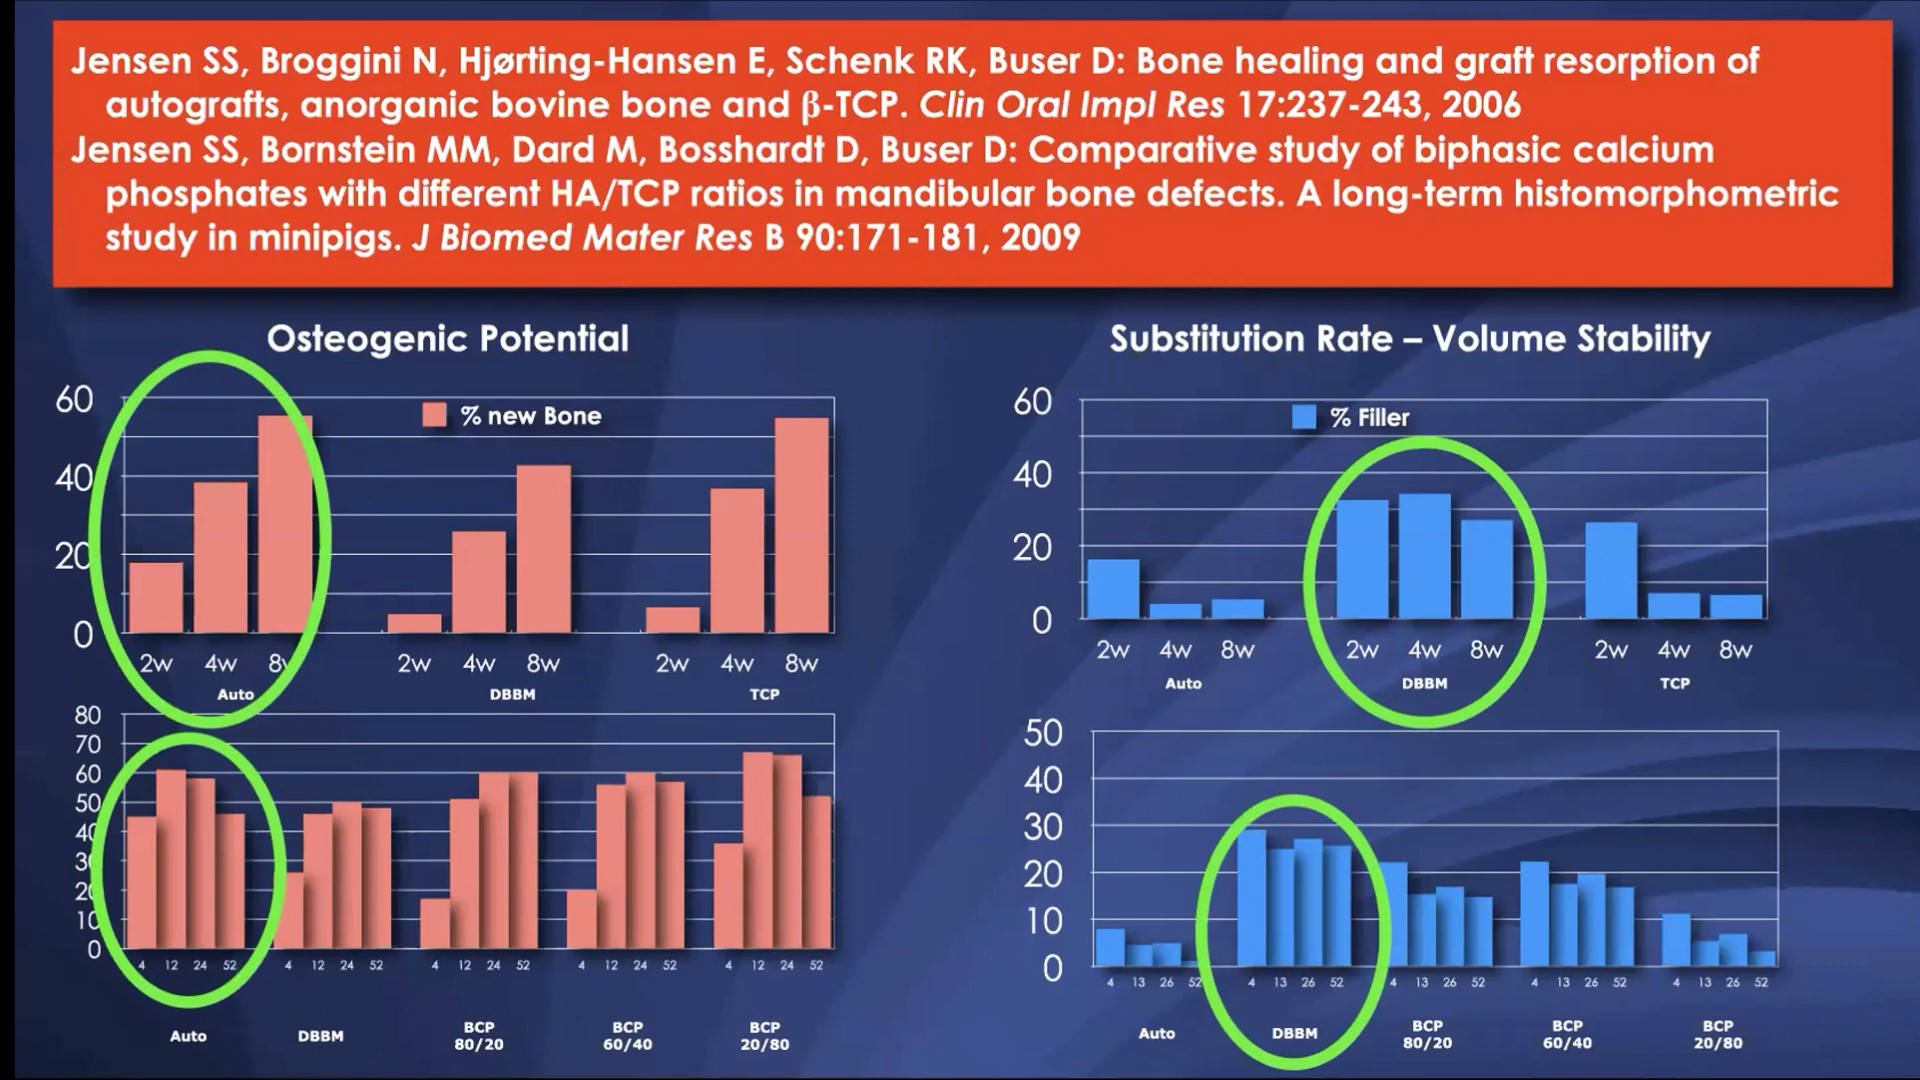 Jensen SS, Broggini N, Hjørting-Hansen E, Schenk RK, Buser D: Bone healing and graft resorption of
autografts, anorganic bovine bone and β-TCP. Clin Oral Impl Res 17:237-243, 2006
Jensen SS, Bornstein MM, Dard M, Bosshardt D, Buser D: Comparative study of biphasic calcium
phosphates with different HA/TCP ratios in mandibular bone defects. A long-term histomorphometric
study in minipigs. J Biomed Mater Res B 90:171-181, 2009
Osteogenic Potential
60
40
20
0
% new Bone
2w 4w 8w 2w 4w 8w 2w 4w 8w
Auto DBBM TCP
80
70
60
50
40
30
20
10
0
4 12 24 52 4 12 24 52 4 12 24 52 4 12 24 52 4 12 24 52
Auto DBBM BCP BCP BCP
80/20 60/40 20/80
Substitution Rate – Volume Stability
60
40
20
0
% Filler
2w 4w 8w 2w 4w 8w 2w 4w 8w
Auto DBBM TCP
50
40
30
20
10
0
4 13 26 52 4 13 26 52 4 13 26 52 4 13 26 52 4 13 26 52
Auto DBBM BCP BCP BCP
80/20 60/40 20/80